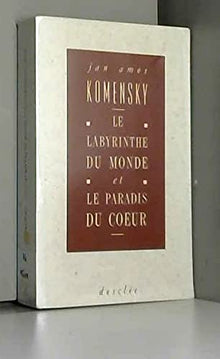 jan amos
KOMENSKY
LE
LABYRINTHE
DU MONDE
et
LE PARADIS
DU COEUR
desclée